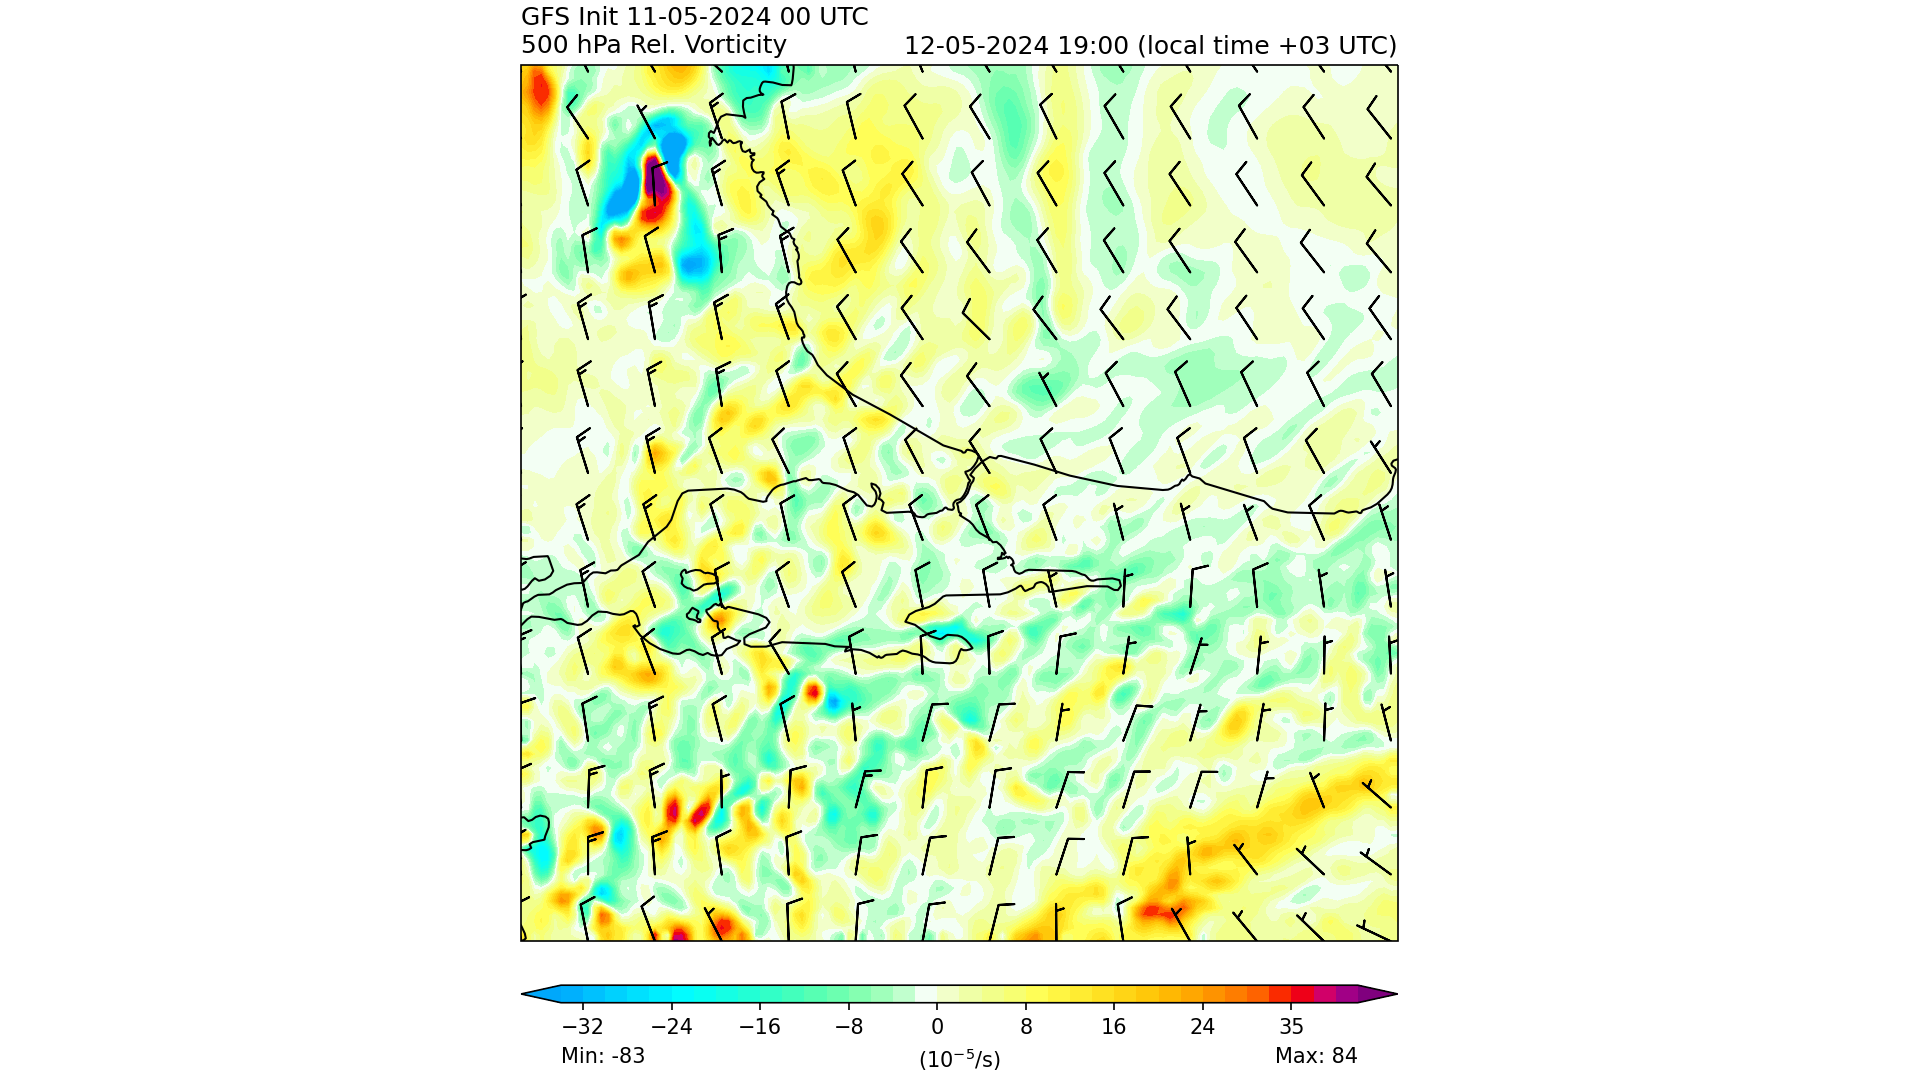 GFS Init 11-05-2024 00 UTC
500 hPa Rel. Vorticity
12-05-2024 19:00 (local time +03 UTC)
−32 −24 −16 −8 0 8 16 24 35
Min: -83 (10⁻⁵/s) Max: 84